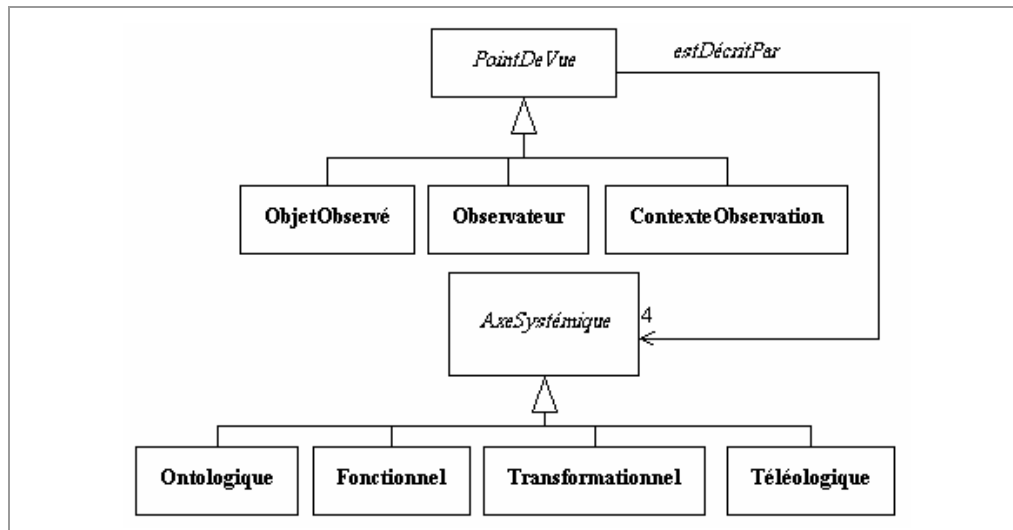 PointDeVue
estDécritPar
ObjetObservé
Observateur
ContexteObservation
AxeSystémique
4
Ontologique
Fonctionnel
Transformationnel
Téléologique